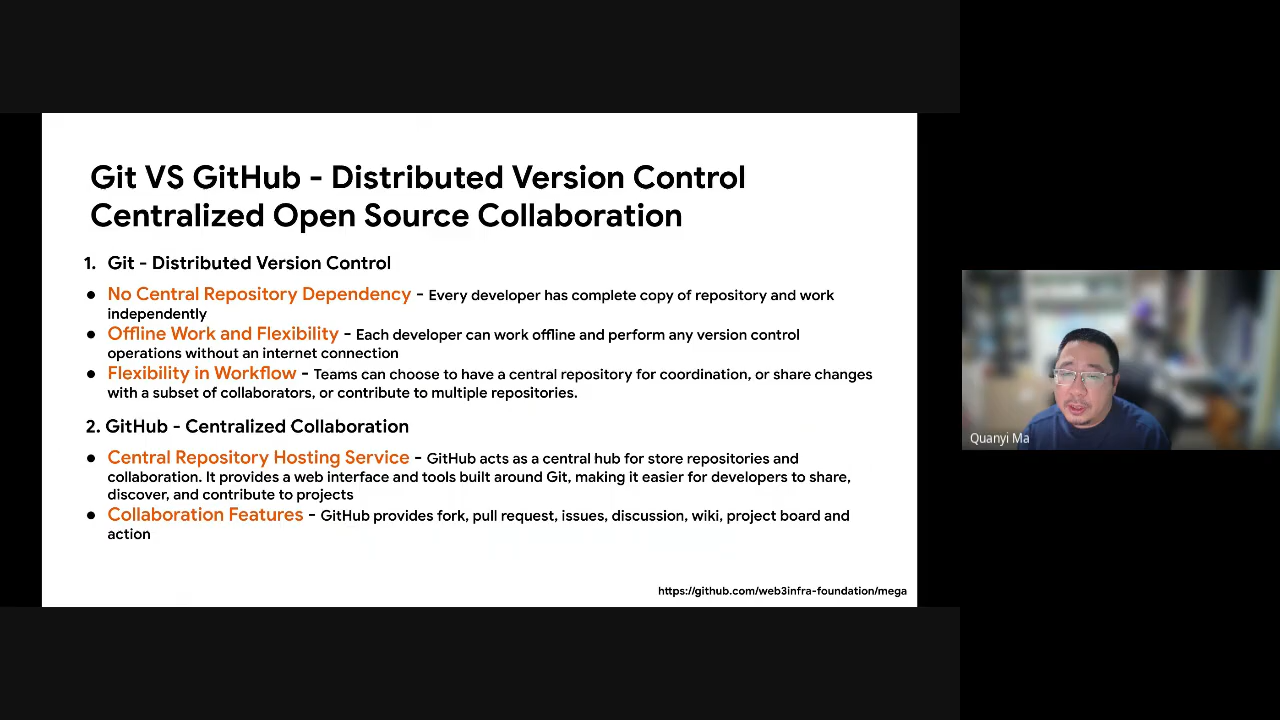 Git VS GitHub - Distributed Version Control
Centralized Open Source Collaboration
1. Git - Distributed Version Control
● No Central Repository Dependency - Every developer has complete copy of repository and work
independently
● Offline Work and Flexibility - Each developer can work offline and perform any version control
operations without an internet connection
● Flexibility in Workflow - Teams can choose to have a central repository for coordination, or share changes
with a subset of collaborators, or contribute to multiple repositories.
2. GitHub - Centralized Collaboration
● Central Repository Hosting Service - GitHub acts as a central hub for store repositories and
collaboration. It provides a web interface and tools built around Git, making it easier for developers to share,
discover, and contribute to projects
● Collaboration Features - GitHub provides fork, pull request, issues, discussion, wiki, project board and
action
https://github.com/web3infra-foundation/mega
Quanyi Ma